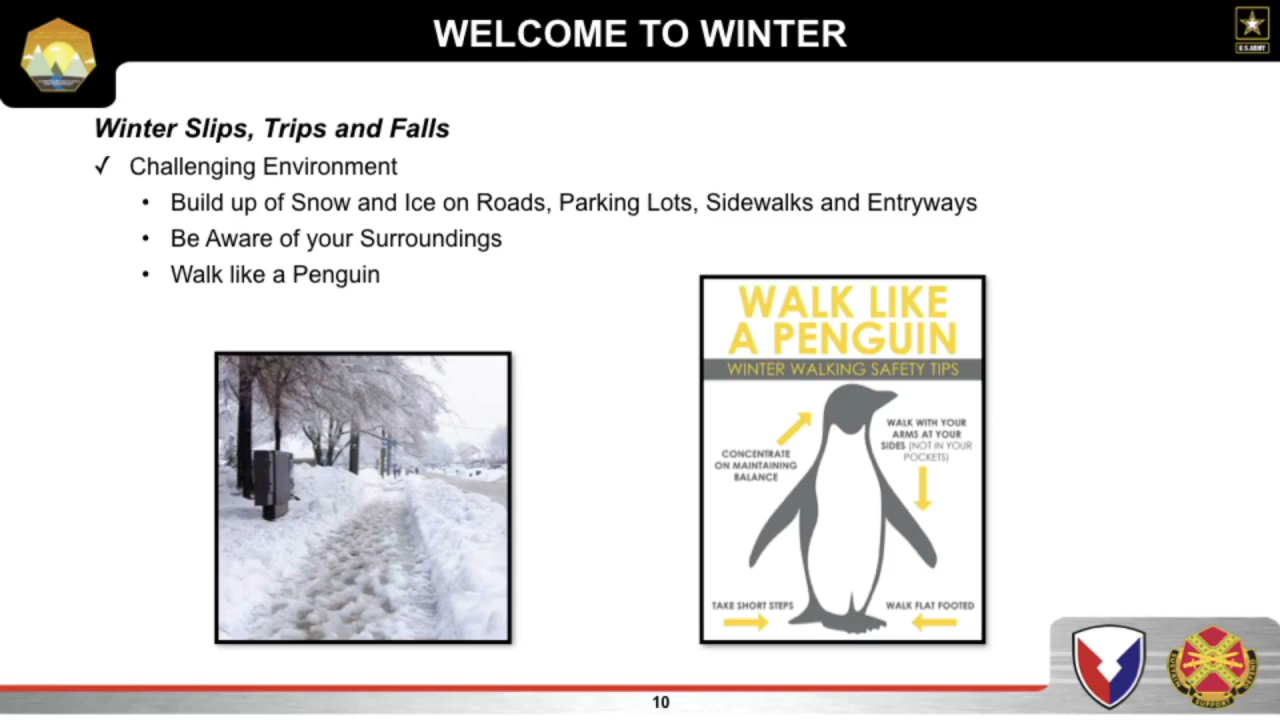 WELCOME TO WINTER
U.S.ARMY
Winter Slips, Trips and Falls
✓ Challenging Environment
• Build up of Snow and Ice on Roads, Parking Lots, Sidewalks and Entryways
• Be Aware of your Surroundings
• Walk like a Penguin
WALK LIKE
A PENGUIN
WINTER WALKING SAFETY TIPS
CONCENTRATE
ON MAINTAINING
BALANCE
WALK WITH YOUR
ARMS AT YOUR
SIDES (NOT IN YOUR
POCKETS)
TAKE SHORT STEPS
WALK FLAT FOOTED
SUPPORT
10